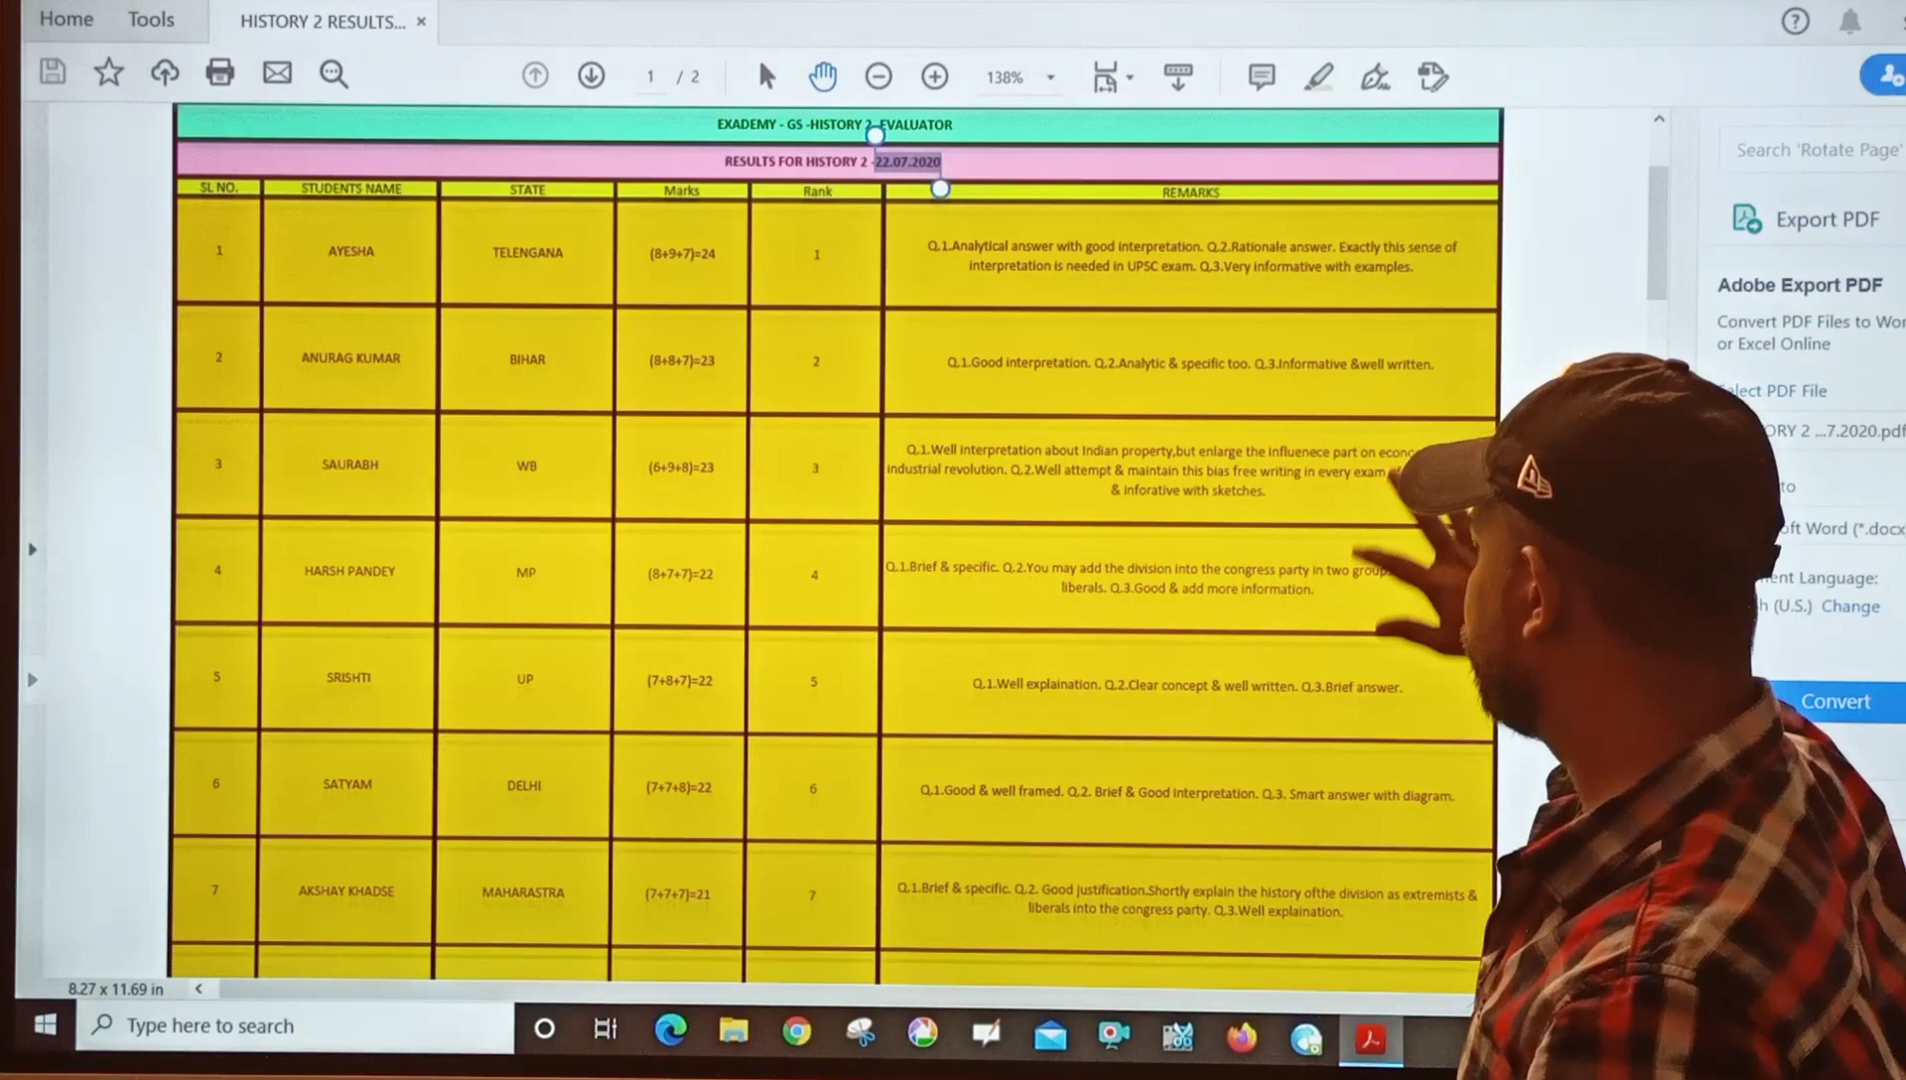 Home Tools HISTORY 2 RESULTS... ×
1 / 2 138%
EXADEMY - GS -HISTORY 2 EVALUATOR
RESULTS FOR HISTORY 2 -22.07.2020
SL NO. STUDENTS NAME STATE Marks Rank REMARKS
1 AYESHA TELENGANA (8+9+7)=24 1 Q.1.Analytical answer with good interpretation. Q.2.Rationale answer. Exactly this sense of
interpretation is needed in UPSC exam. Q.3.Very informative with examples.
2 ANURAG KUMAR BIHAR (8+8+7)=23 2 Q.1.Good interpretation. Q.2.Analytic & specific too. Q.3.Informative &well written.
3 SAURABH WB (6+9+8)=23 3 Q.1.Well interpretation about Indian property,but enlarge the influenece part on
industrial revolution. Q.2.Well attempt & maintain this bias free writing in every exam
& Inforative with sketches.
4 HARSH PANDEY MP (8+7+7)=22 4 Q.1.Brief & specific. Q.2.You may add the division into the congress party in two
liberals. Q.3.Good & add more information.
5 SRISHTI UP (7+8+7)=22 5 Q.1.Well explaination. Q.2.Clear concept & well written. Q.3.Brief answer.
6 SATYAM DELHI (7+7+8)=22 6 Q.1.Good & well framed. Q.2. Brief & Good interpretation. Q.3. Smart answer with diagram.
7 AKSHAY KHADSE MAHARASTRA (7+7+7)=21 7 Q.1.Brief & specific. Q.2. Good justification.Shortly explain the history ofthe division as extremists &
liberals into the congress party. Q.3.Well explaination.
Search 'Rotate Page'
Export PDF
Adobe Export PDF
Convert PDF Files to
or Excel Online
PDF File
2 ...7.2020.pdf
to
Word (*.docx
Language:
(U.S.) Change
Convert
8.27 x 11.69 in
Type here to search